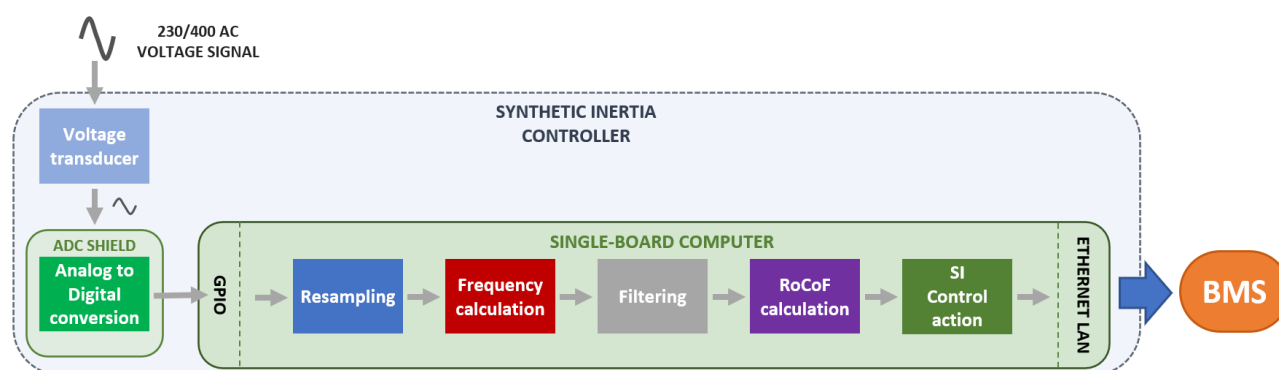 230/400 AC
VOLTAGE SIGNAL
SYNTHETIC INERTIA
CONTROLLER
Voltage
transducer
ADC SHIELD
Analog to
Digital
conversion
SINGLE-BOARD COMPUTER
GPIO
Resampling
Frequency
calculation
Filtering
RoCoF
calculation
SI
Control
action
ETHERNET LAN
BMS